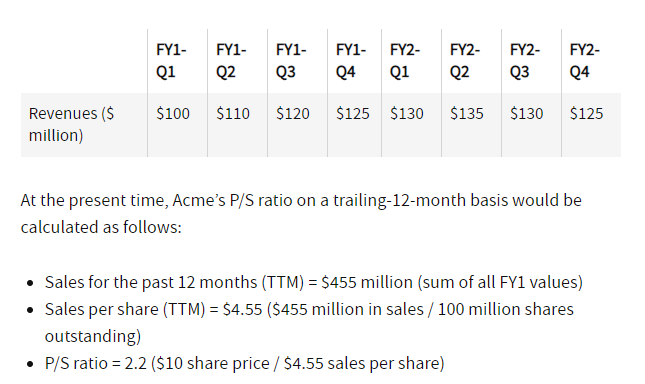 FY1- FY1- FY1- FY1- FY2- FY2- FY2- FY2-
Q1 Q2 Q3 Q4 Q1 Q2 Q3 Q4
Revenues ($ $100 $110 $120 $125 $130 $135 $130 $125
million)
At the present time, Acme’s P/S ratio on a trailing-12-month basis would be
calculated as follows:
• Sales for the past 12 months (TTM) = $455 million (sum of all FY1 values)
• Sales per share (TTM) = $4.55 ($455 million in sales / 100 million shares
outstanding)
• P/S ratio = 2.2 ($10 share price / $4.55 sales per share)